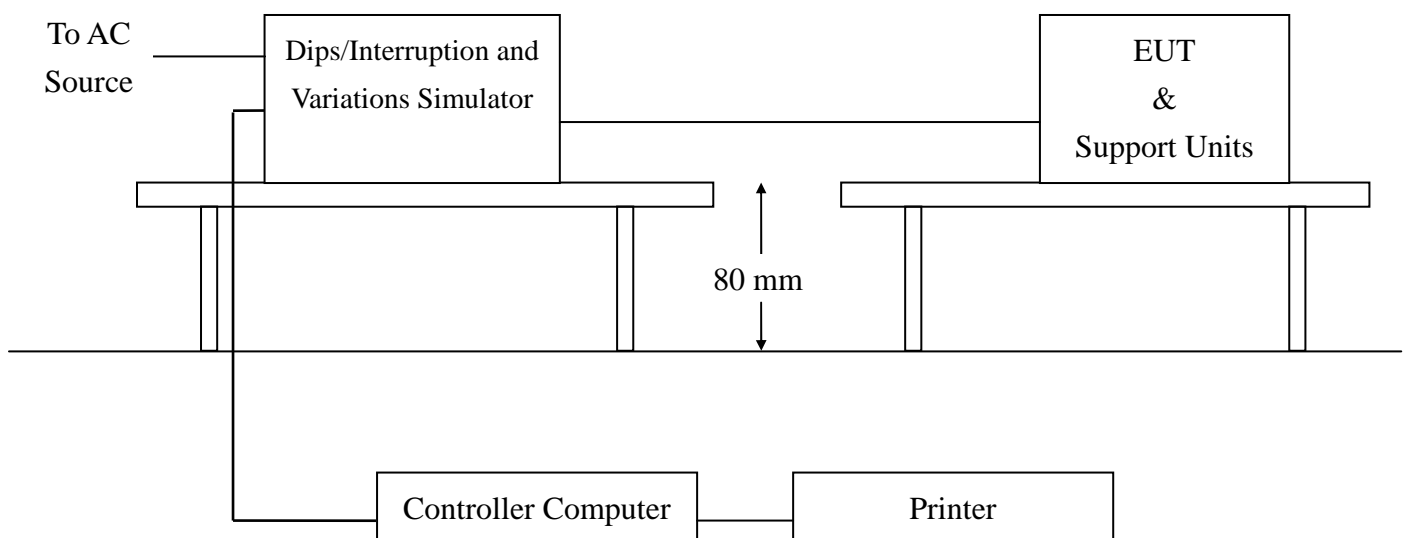 To AC
Source
Dips/Interruption and
Variations Simulator
EUT
&
Support Units
80 mm
Controller Computer
Printer